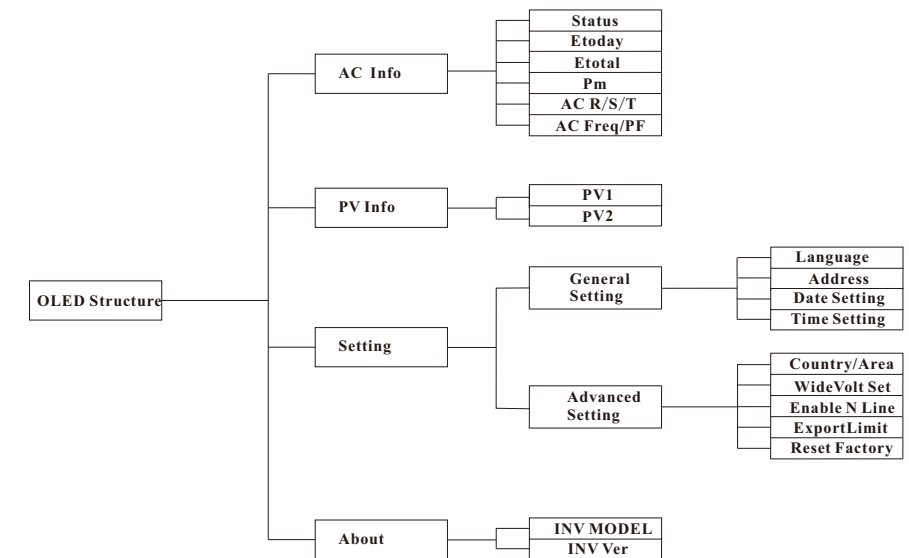 OLED Structure
AC Info
Status
Etoday
Etotal
Pm
AC R/S/T
AC Freq/PF
PV Info
PV1
PV2
Setting
General
Setting
Language
Address
Date Setting
Time Setting
Advanced
Setting
Country/Area
WideVolt Set
Enable N Line
ExportLimit
Reset Factory
About
INV MODEL
INV Ver